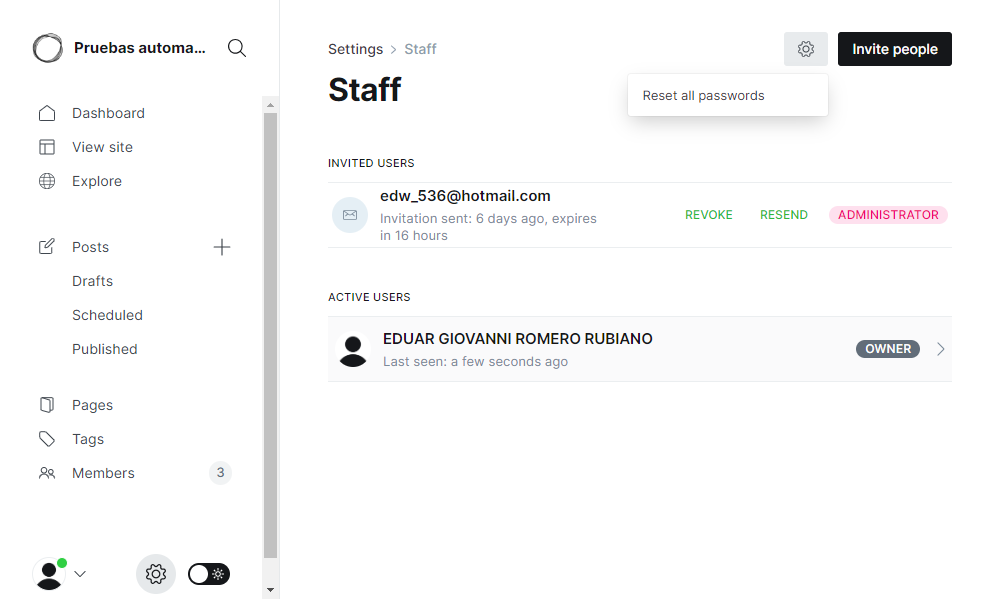 Pruebas automa...
Dashboard
View site
Explore
Posts
Drafts
Scheduled
Published
Pages
Tags
Members
3
Settings > Staff
Invite people
Staff
Reset all passwords
INVITED USERS
edw_536@hotmail.com
Invitation sent: 6 days ago, expires
in 16 hours
REVOKE
RESEND
ADMINISTRATOR
ACTIVE USERS
EDUAR GIOVANNI ROMERO RUBIANO
Last seen: a few seconds ago
OWNER